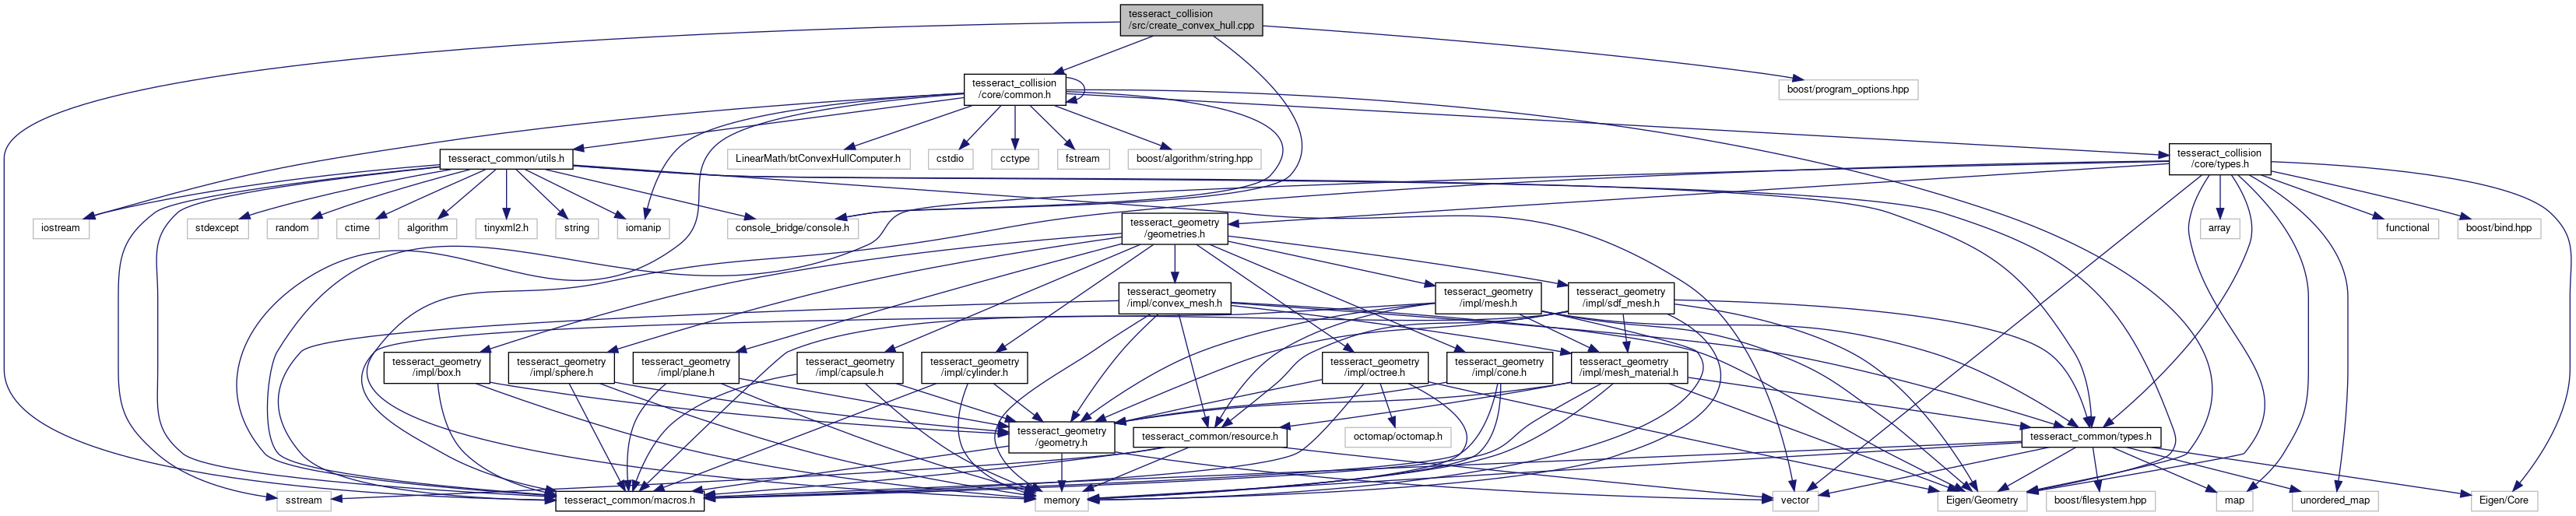 tesseract_collision
/src/create_convex_hull.cpp
tesseract_collision
/core/common.h
boost/program_options.hpp
tesseract_common/utils.h
LinearMath/btConvexHullComputer.h
cstdio
cctype
fstream
boost/algorithm/string.hpp
tesseract_collision
/core/types.h
iostream
stdexcept
random
ctime
algorithm
tinyxml2.h
string
iomanip
console_bridge/console.h
tesseract_geometry
/geometries.h
array
functional
boost/bind.hpp
tesseract_geometry
/impl/convex_mesh.h
tesseract_geometry
/impl/mesh.h
tesseract_geometry
/impl/sdf_mesh.h
tesseract_geometry
/impl/box.h
tesseract_geometry
/impl/sphere.h
tesseract_geometry
/impl/plane.h
tesseract_geometry
/impl/capsule.h
tesseract_geometry
/impl/cylinder.h
tesseract_geometry
/impl/octree.h
tesseract_geometry
/impl/cone.h
tesseract_geometry
/impl/mesh_material.h
tesseract_geometry
/geometry.h
tesseract_common/resource.h
octomap/octomap.h
tesseract_common/types.h
sstream
tesseract_common/macros.h
memory
vector
Eigen/Geometry
boost/filesystem.hpp
map
unordered_map
Eigen/Core